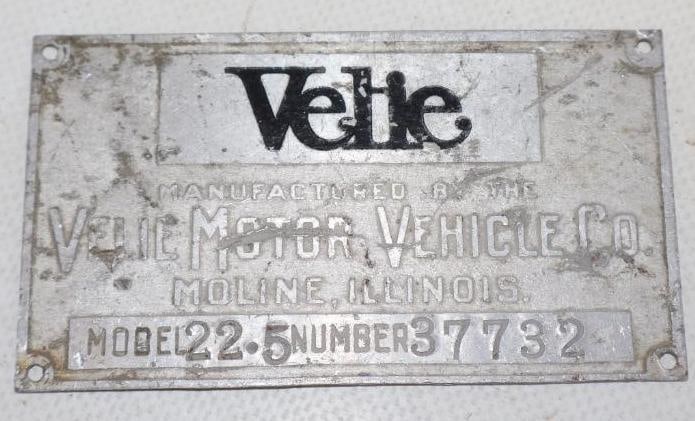 Velie
MANUFACTURED BY THE
VELIE MOTOR VEHICLE CO.
MOLINE, ILLINOIS.
MODEL 22.5 NUMBER 37732